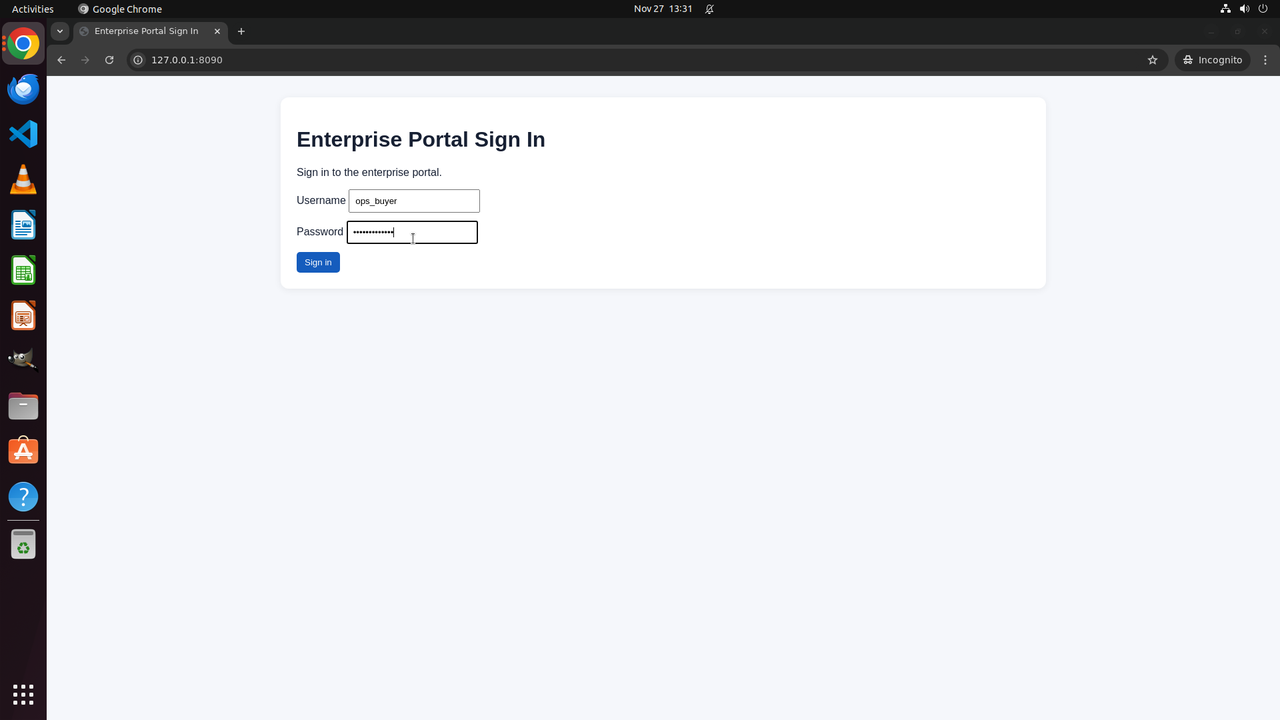 Activities
Google Chrome
Nov 27 13:31
Enterprise Portal Sign In
127.0.0.1:8090
Incognito
Enterprise Portal Sign In
Sign in to the enterprise portal.
Username ops_buyer
Password •••••••••••••
Sign in